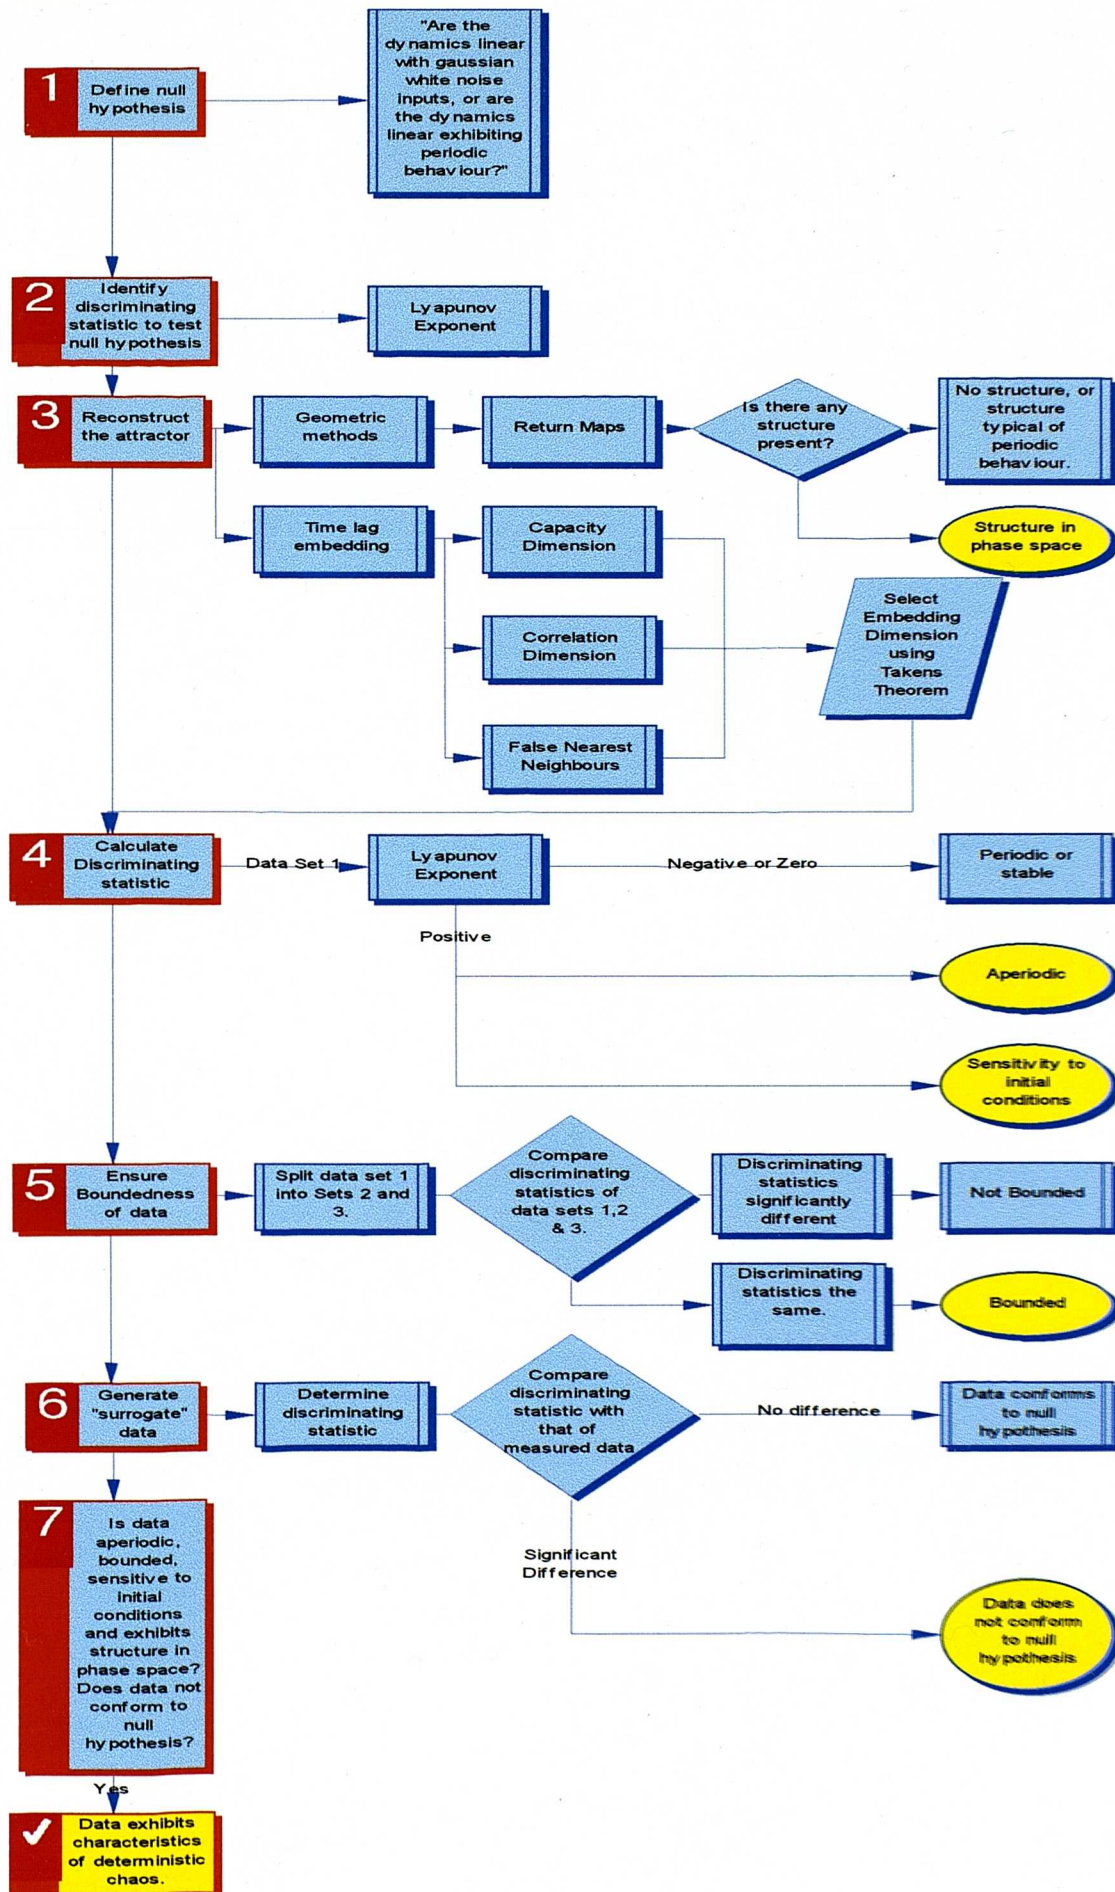 1
Define null
hypothesis
"Are the
dynamics linear
with gaussian
white noise
inputs, or are
the dynamics
linear exhibiting
periodic
behaviour?"
2
Identify
discriminating
statistic to test
null hypothesis
Lyapunov
Exponent
3
Reconstruct
the attractor
Geometric
methods
Return Maps
Is there any
structure
present?
No structure, or
structure
typical of
periodic
behaviour.
Structure in
phase space
Time lag
embedding
Capacity
Dimension
Correlation
Dimension
False Nearest
Neighbours
Select
Embedding
Dimension
using
Takens
Theorem
4
Calculate
Discriminating
statistic
Data Set 1
Lyapunov
Exponent
Negative or Zero
Periodic or
stable
Positive
Aperiodic
Sensitivity to
initial
conditions
5
Ensure
Boundedness
of data
Split data set 1
into Sets 2 and
3.
Compare
discriminating
statistics of
data sets 1,2
& 3.
Discriminating
statistics
significantly
different
Not Bounded
Discriminating
statistics the
same.
Bounded
6
Generate
"surrogate"
data
Determine
discriminating
statistic
Compare
discriminating
statistic with
that of
measured data
No difference
Data conforms
to null
hypothesis
Significant
Difference
Data does
not conform
to null
hypothesis
7
Is data
aperiodic,
bounded,
sensitive to
initial
conditions
and exhibits
structure in
phase space?
Does data not
conform to
null
hypothesis?
Yes
Data exhibits
characteristics
of deterministic
chaos.